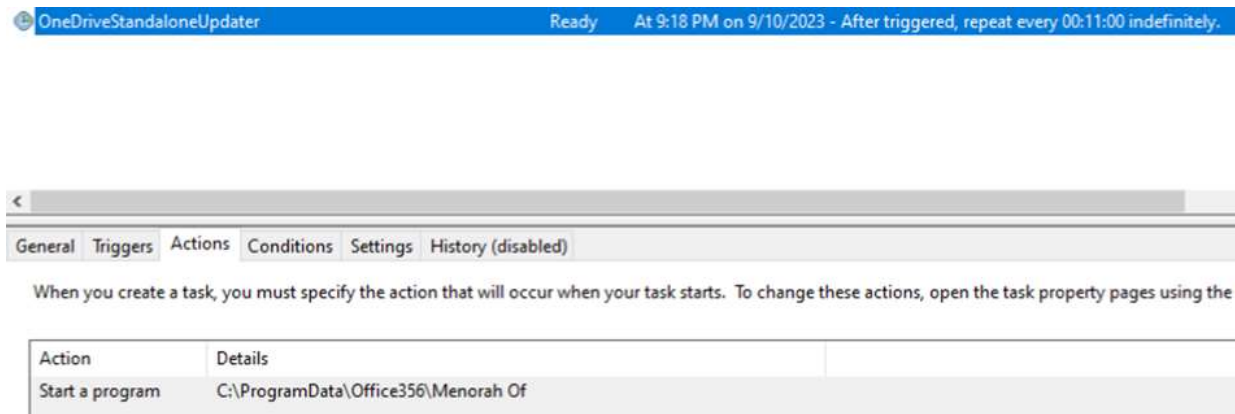 OneDriveStandaloneUpdater Ready At 9:18 PM on 9/10/2023 - After triggered, repeat every 00:11:00 indefinitely.
General Triggers Actions Conditions Settings History (disabled)
When you create a task, you must specify the action that will occur when your task starts. To change these actions, open the task property pages using the
Action Details
Start a program C:\ProgramData\Office356\Menorah Of